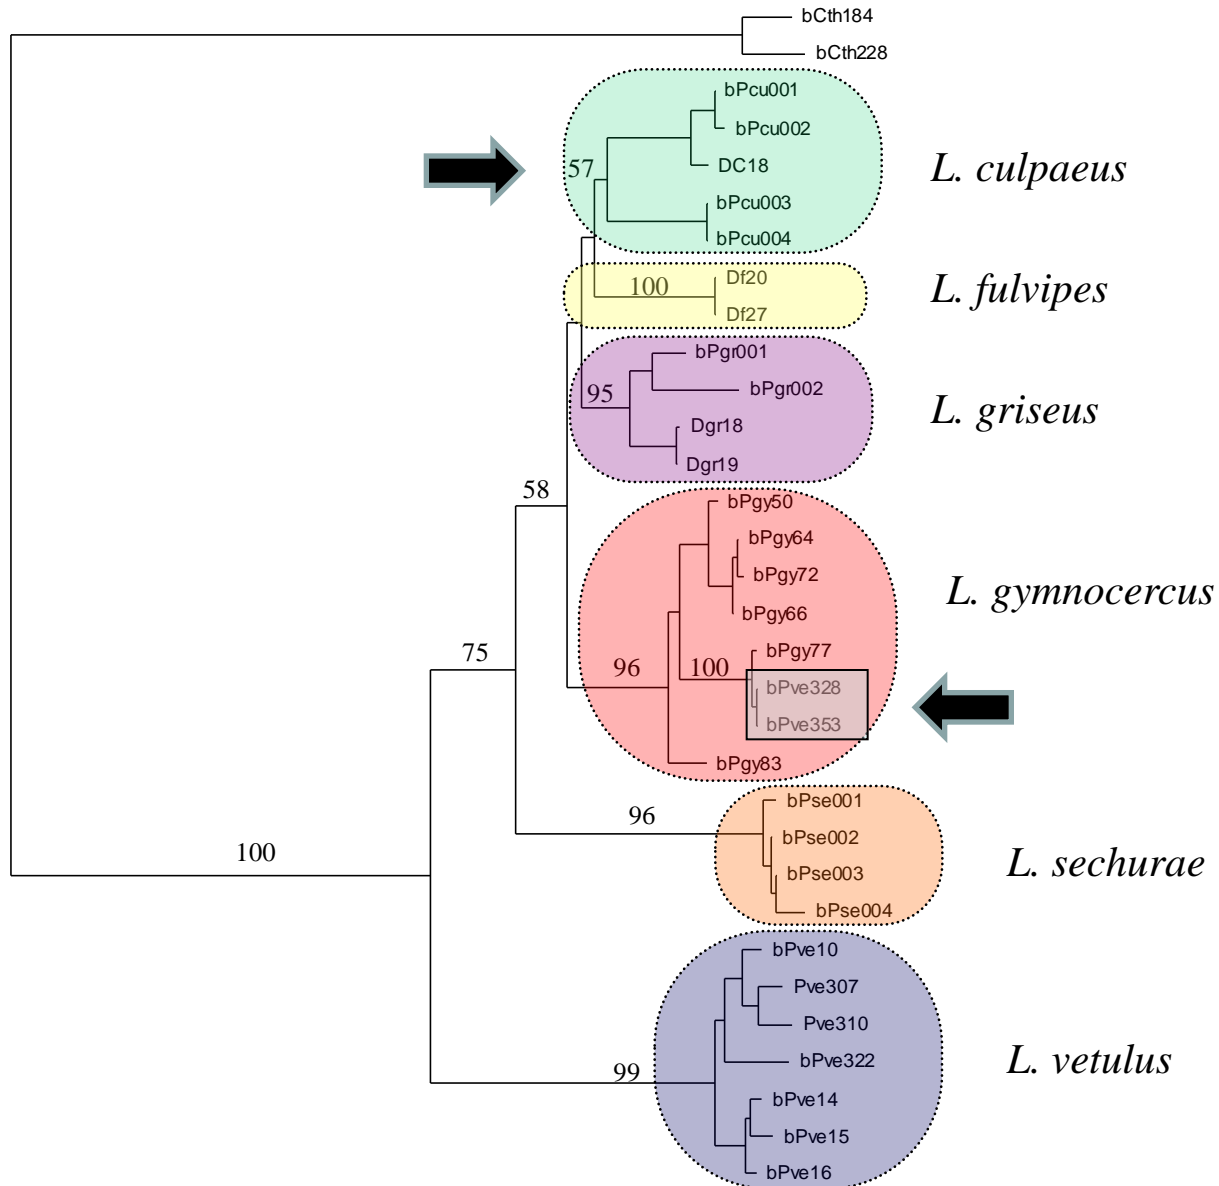 bCth184
bCth228
bPcu001
bPcu002
57
DC18
L. culpaeus
bPcu003
bPcu004
Df20
100
L. fulvipes
Df27
bPgr001
bPgr002
95
L. griseus
Dgr18
Dgr19
58
bPgy50
bPgy64
bPgy72
L. gymnocercus
bPgy66
75
bPgy77
96
100
bPve328
bPve353
bPgy83
bPse001
96
bPse002
100
L. sechurae
bPse003
bPse004
bPve10
Pve307
Pve310
bPve322
L. vetulus
99
bPve14
bPve15
bPve16